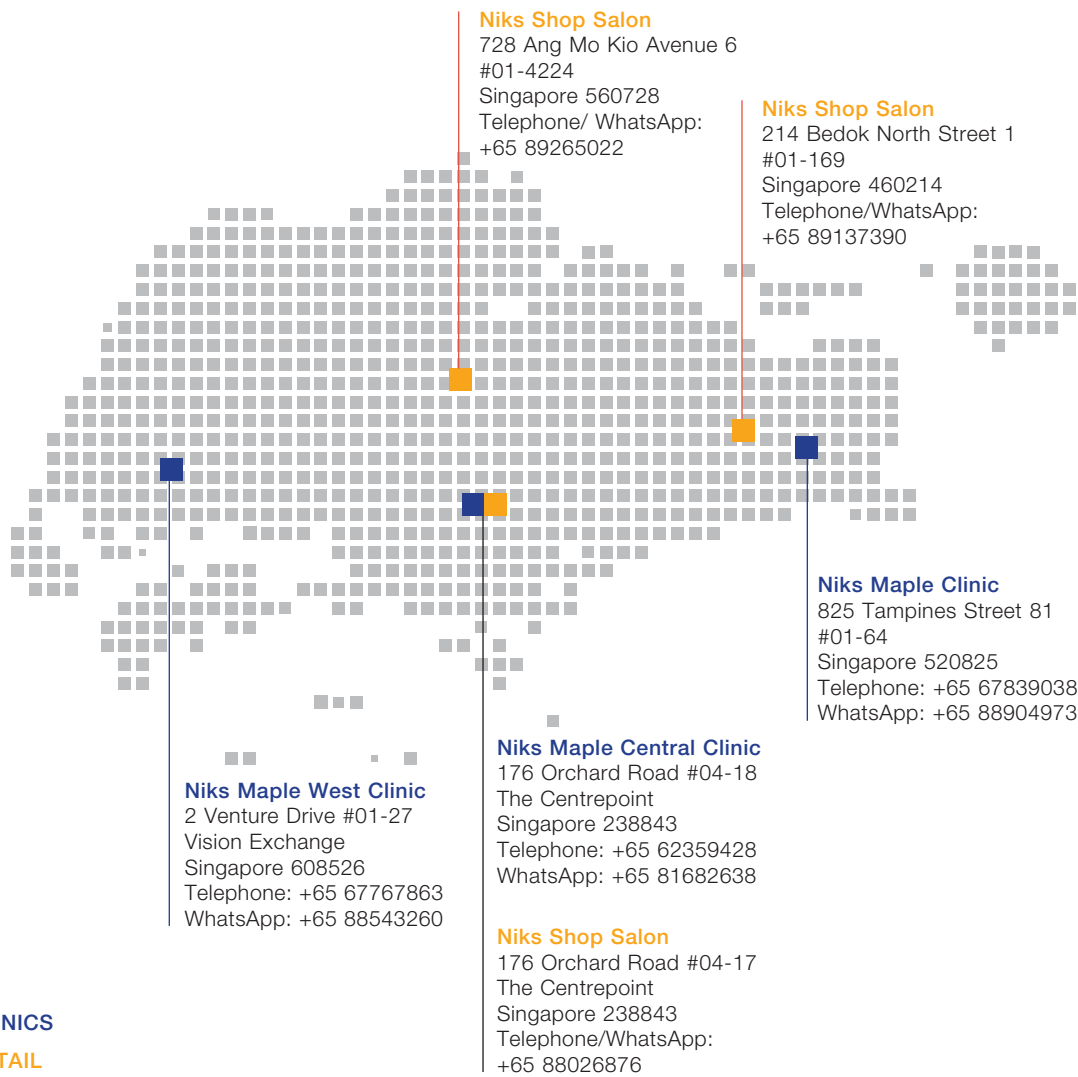 Niks Shop Salon
728 Ang Mo Kio Avenue 6
#01-4224
Singapore 560728
Telephone/ WhatsApp:
+65 89265022
Niks Shop Salon
214 Bedok North Street 1
#01-169
Singapore 460214
Telephone/WhatsApp:
+65 89137390
Niks Maple Clinic
825 Tampines Street 81
#01-64
Singapore 520825
Telephone: +65 67839038
WhatsApp: +65 88904973
Niks Maple Central Clinic
176 Orchard Road #04-18
The Centrepoint
Singapore 238843
Telephone: +65 62359428
WhatsApp: +65 81682638
Niks Maple West Clinic
2 Venture Drive #01-27
Vision Exchange
Singapore 608526
Telephone: +65 67767863
WhatsApp: +65 88543260
Niks Shop Salon
176 Orchard Road #04-17
The Centrepoint
Singapore 238843
Telephone/WhatsApp:
+65 88026876
NICS
TAIL